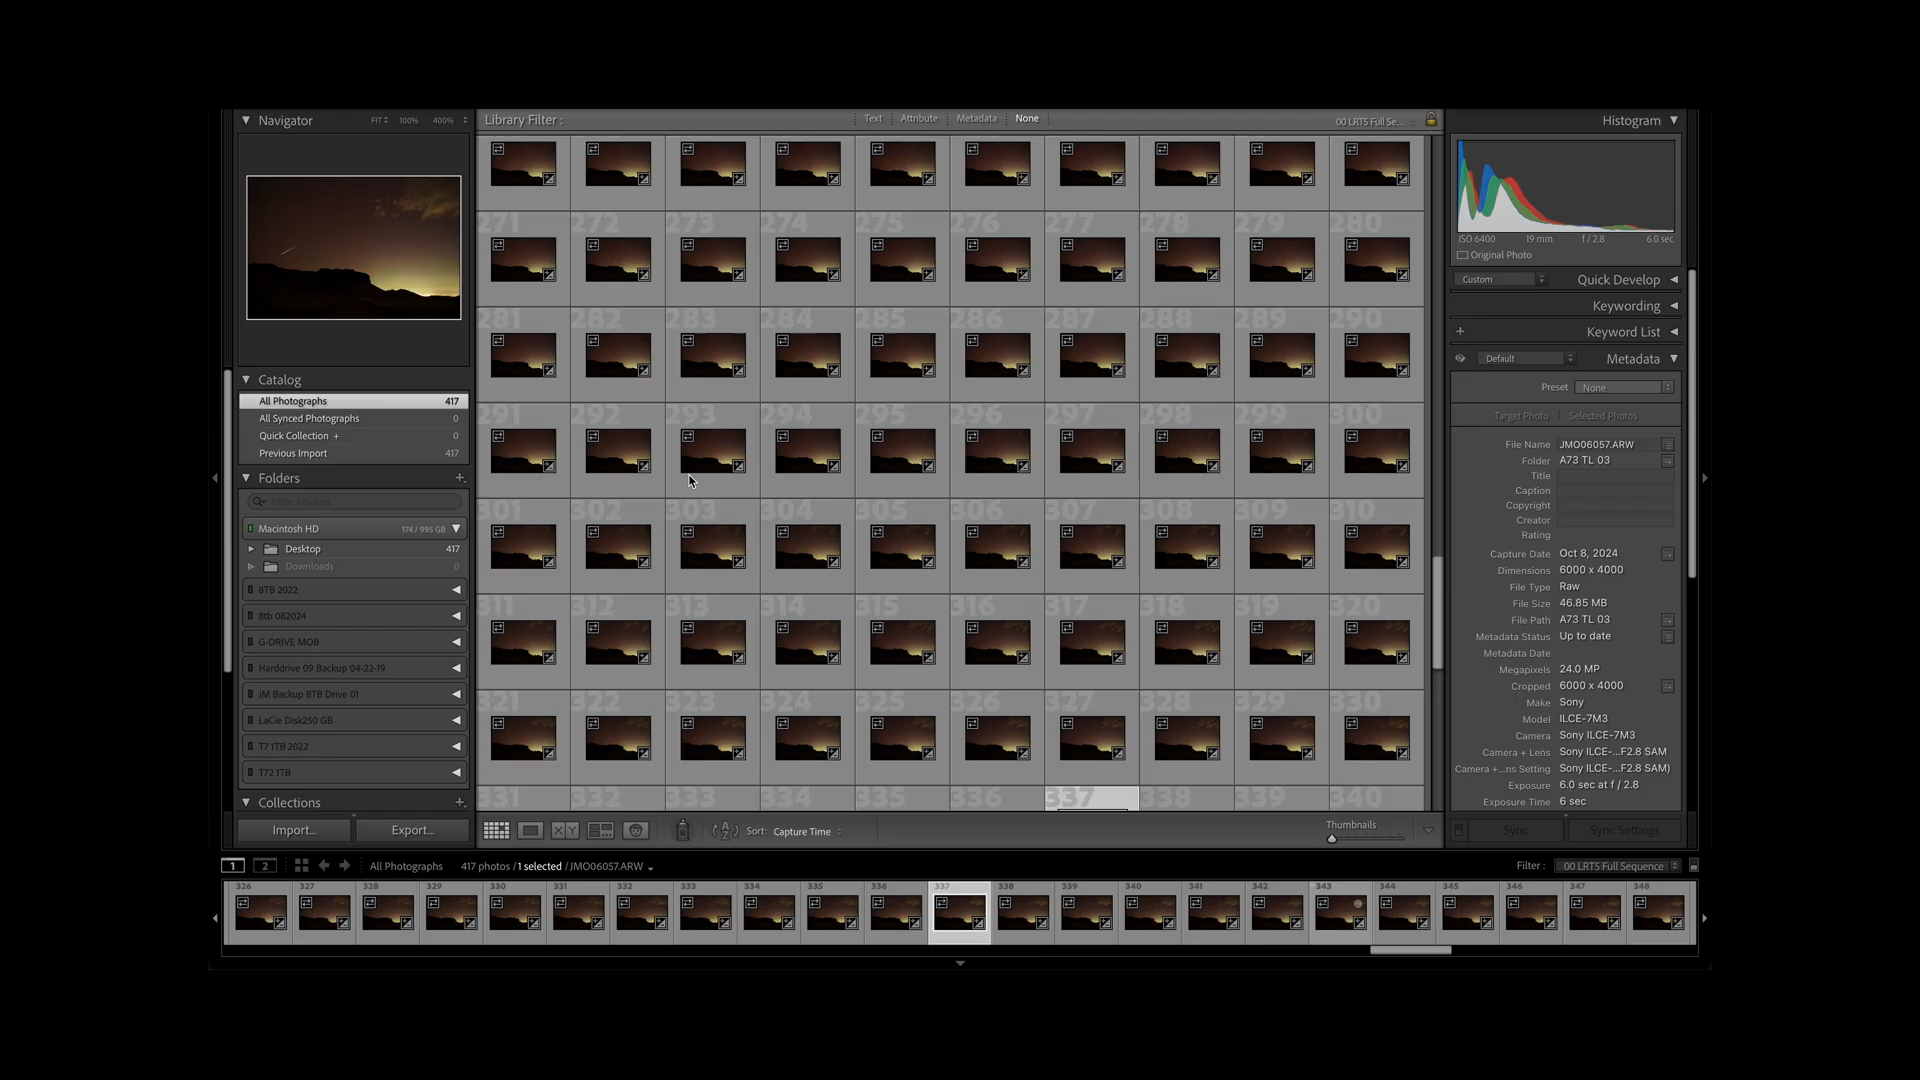 Navigator FIT 100% 400%
Library Filter : Text Attribute Metadata None 00 LRT5 Full Se...
Histogram
ISO 6400 19 mm f / 2.8 6.0 sec
Original Photo
Custom Quick Develop
Keywording
+ Keyword List
Default Metadata
Preset None
Target Photo Selected Photos
File Name JMO06057.ARW
Folder A73 TL 03
Title
Caption
Copyright
Creator
Rating
Capture Date Oct 8, 2024
Dimensions 6000 x 4000
File Type Raw
File Size 46.85 MB
File Path A73 TL 03
Metadata Status Up to date
Metadata Date
Megapixels 24.0 MP
Cropped 6000 x 4000
Make Sony
Model ILCE-7M3
Camera Sony ILCE-7M3
Camera + Lens Sony ILCE-...F2.8 SAM
Camera +...ns Setting Sony ILCE-...F2.8 SAM)
Exposure 6.0 sec at f / 2.8
Exposure Time 6 sec
Sync Sync Settings
Catalog
All Photographs 417
All Synced Photographs 0
Quick Collection + 0
Previous Import 417
Folders +
Filter Folders
Macintosh HD 174 / 995 GB
Desktop 417
Downloads 0
8TB 2022
8tb 082024
G-DRIVE MOB
Harddrive 09 Backup 04-22-19
JM Backup 8TB Drive 01
LaCie Disk250 GB
T7 1TB 2022
T72 1TB
Collections +
Import... Export...
271 272 273 274 275 276 277 278 279 280
281 282 283 284 285 286 287 288 289 290
291 292 293 294 295 296 297 298 299 300
301 302 303 304 305 306 307 308 309 310
311 312 313 314 315 316 317 318 319 320
321 322 323 324 325 326 327 328 329 330
331 332 333 334 335 336 337 338 339 340
X Y Sort: Capture Time Thumbnails
1 2 All Photographs 417 photos / 1 selected / JMO06057.ARW Filter : 00 LRT5 Full Sequence
326 327 328 329 330 331 332 333 334 335 336 337 338 339 340 341 342 343 344 345 346 347 348